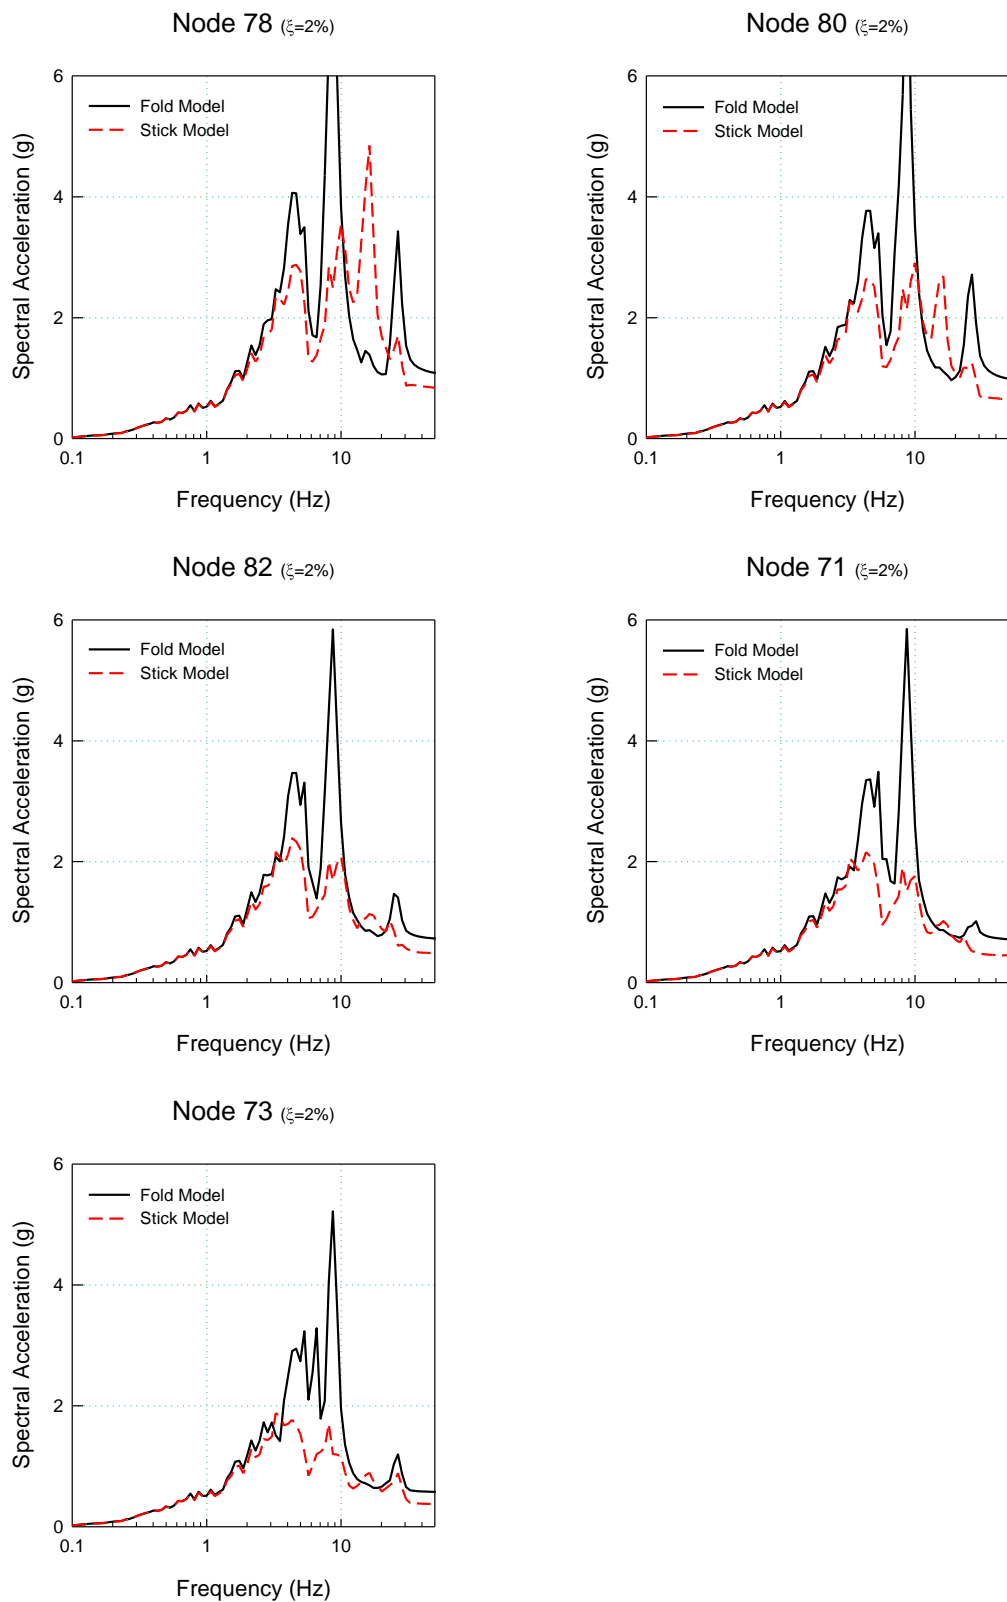 Node 78 (ξ=2%)
Spectral Acceleration (g)
6
4
2
0
Fold Model
Stick Model
0.1
1
10
Frequency (Hz)
Node 80 (ξ=2%)
Spectral Acceleration (g)
6
4
2
0
Fold Model
Stick Model
0.1
1
10
Frequency (Hz)
Node 82 (ξ=2%)
Spectral Acceleration (g)
6
4
2
0
Fold Model
Stick Model
0.1
1
10
Frequency (Hz)
Node 71 (ξ=2%)
Spectral Acceleration (g)
6
4
2
0
Fold Model
Stick Model
0.1
1
10
Frequency (Hz)
Node 73 (ξ=2%)
Spectral Acceleration (g)
6
4
2
0
Fold Model
Stick Model
0.1
1
10
Frequency (Hz)